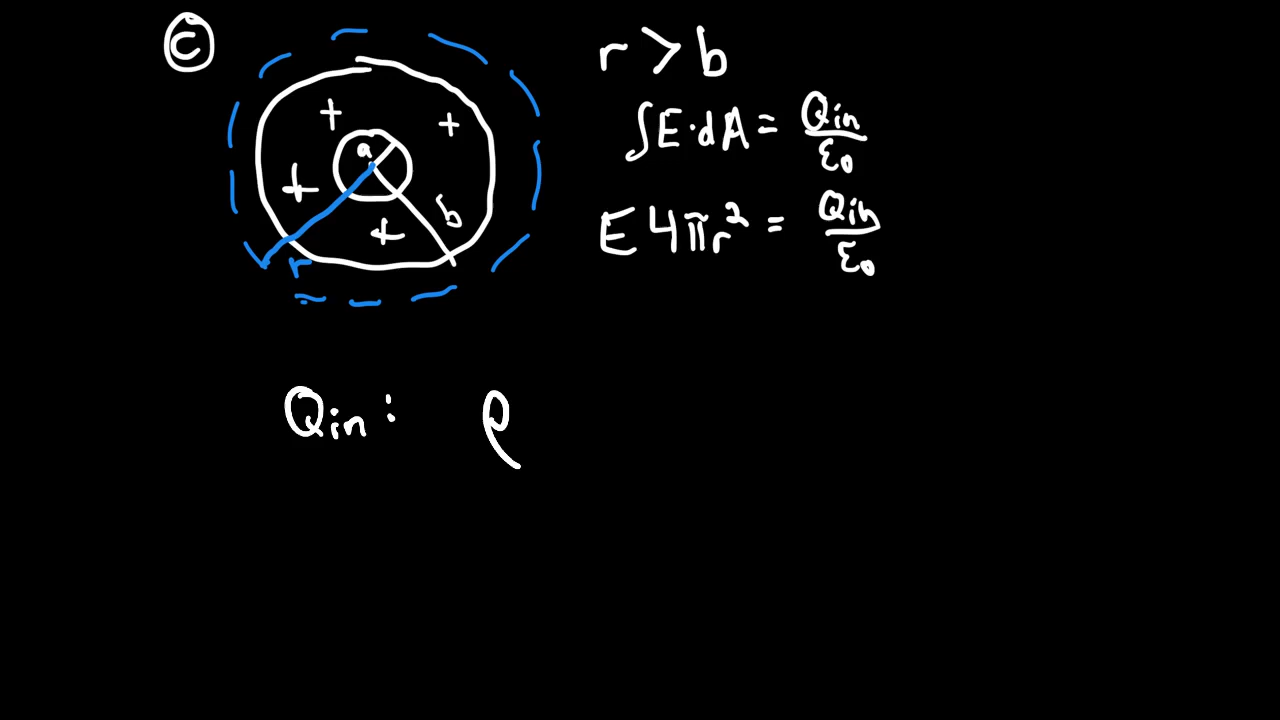 ©
r > b
∫E·dA = Qin/ε0
E4πr² = Qin/ε0
a
b
r
+ +
+ +
Qin: ρ